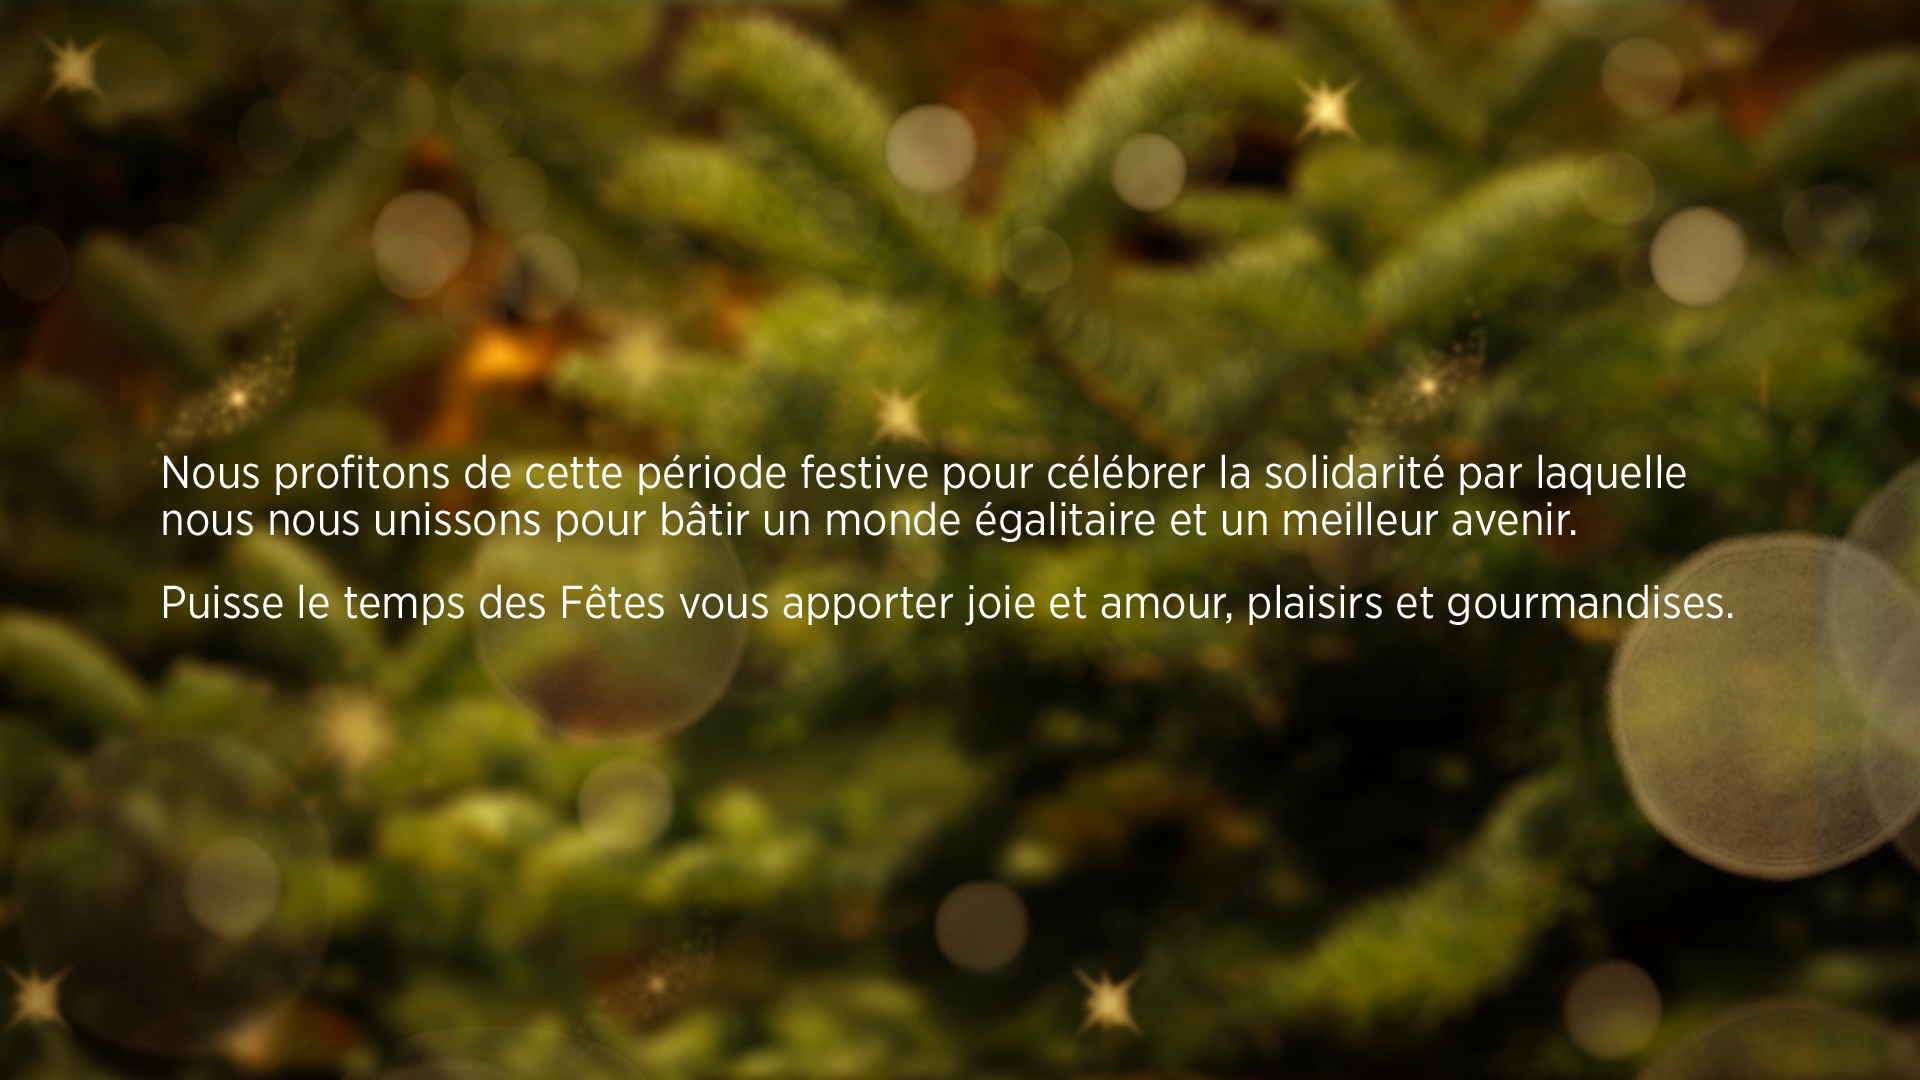 Nous profitons de cette période festive pour célébrer la solidarité par laquelle
nous nous unissons pour bâtir un monde égalitaire et un meilleur avenir.
Puisse le temps des Fêtes vous apporter joie et amour, plaisirs et gourmandises.